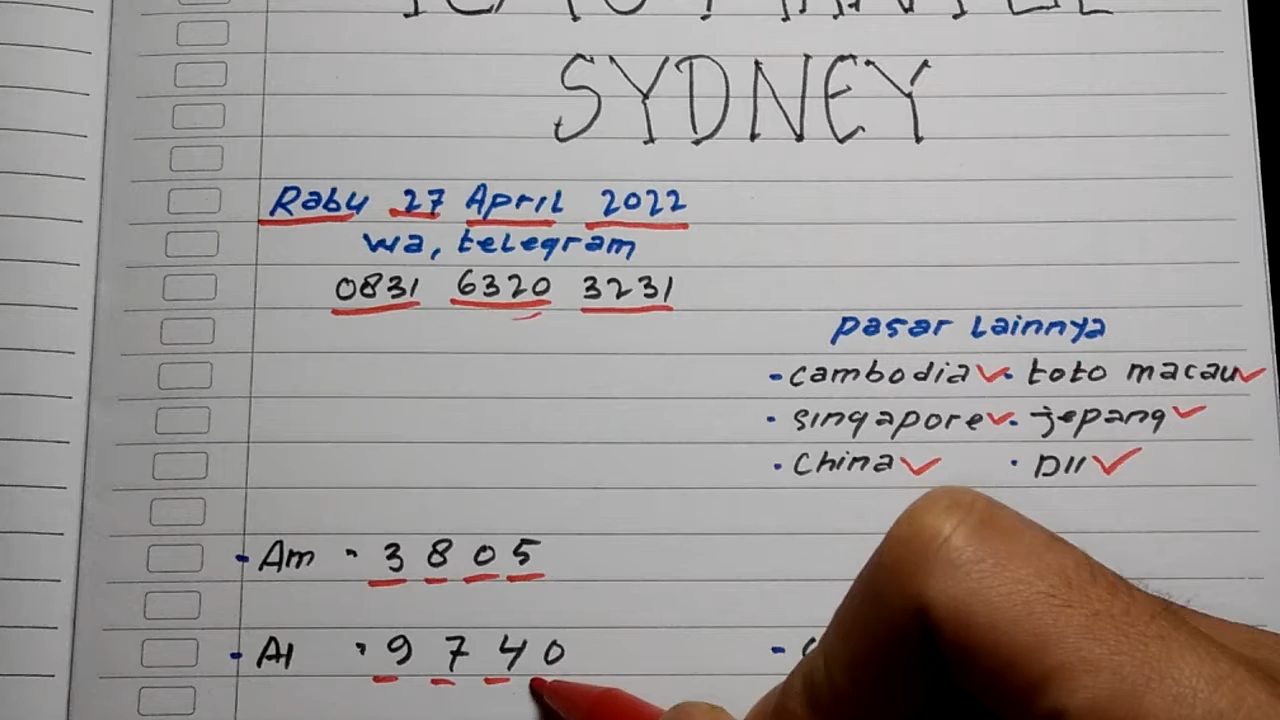 SYDNEY
Rabu 27 April 2022
wa, telegram
0831 6320 3231
pasar lainnya
- cambodia ✓ · toto macau ✓
· singapore ✓ · jepang ✓
· China ✓ · Dll ✓
- Am : 3 8 0 5
- AI : 9 7 4 0